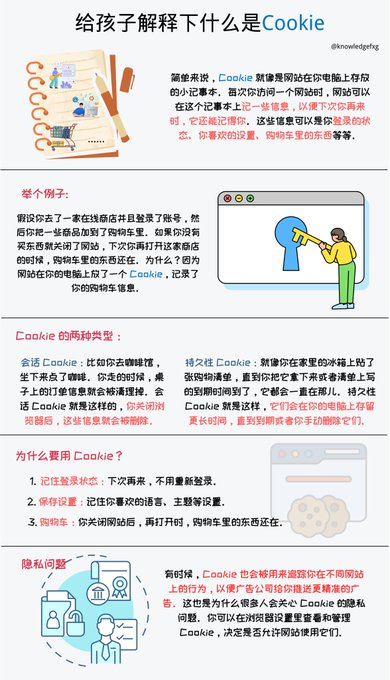 给孩子解释下什么是Cookie
@knowledgefxg
简单来说，Cookie 就像是网站在你电脑上存放
的小记事本。每次你访问一个网站时，网站可以
在这个记事本上记一些信息，以便下次你再来
时，它还能记得你。这些信息可以是你登录的状
态、你喜欢的设置、购物车里的东西等等.
举个例子:
假设你去了一家在线商店并且登录了账号，然
后你把一些商品加到了购物车里. 如果你没有
买东西就关闭了网站，下次你再打开这家商店
的时候，购物车里的东西还在. 为什么？因为
网站在你的电脑上放了一个 Cookie，记录了
你的购物车信息.
Cookie 的两种类型：
会话 Cookie：比如你去咖啡馆，
坐下来点了咖啡. 你走的时候，桌
子上的订单信息就会被清理掉. 会
话 Cookie 就是这样的，你关闭浏
览器后，这些信息就会被删除.
持久性 Cookie：就像你在家里的冰箱上贴了
张购物清单，直到你把它拿下来或者清单上写
的到期时间到了，它都会一直在那儿. 持久性
Cookie 就是这样，它们会在你的电脑上存留
更长时间，直到到期或者你手动删除它们.
为什么要用 Cookie？
1. 记住登录状态：下次再来，不用重新登录.
2. 保存设置：记住你喜欢的语言、主题等设置.
3. 购物车：你关闭网站后，再打开时，购物车里的东西还在.
隐私问题
有时候，Cookie 也会被用来追踪你在不同网站
上的行为，以便广告公司给你推送更精准的广
告. 这也是为什么很多人会关心 Cookie 的隐私
问题. 你可以在浏览器设置里查看和管理
Cookie，决定是否允许网站使用它们.